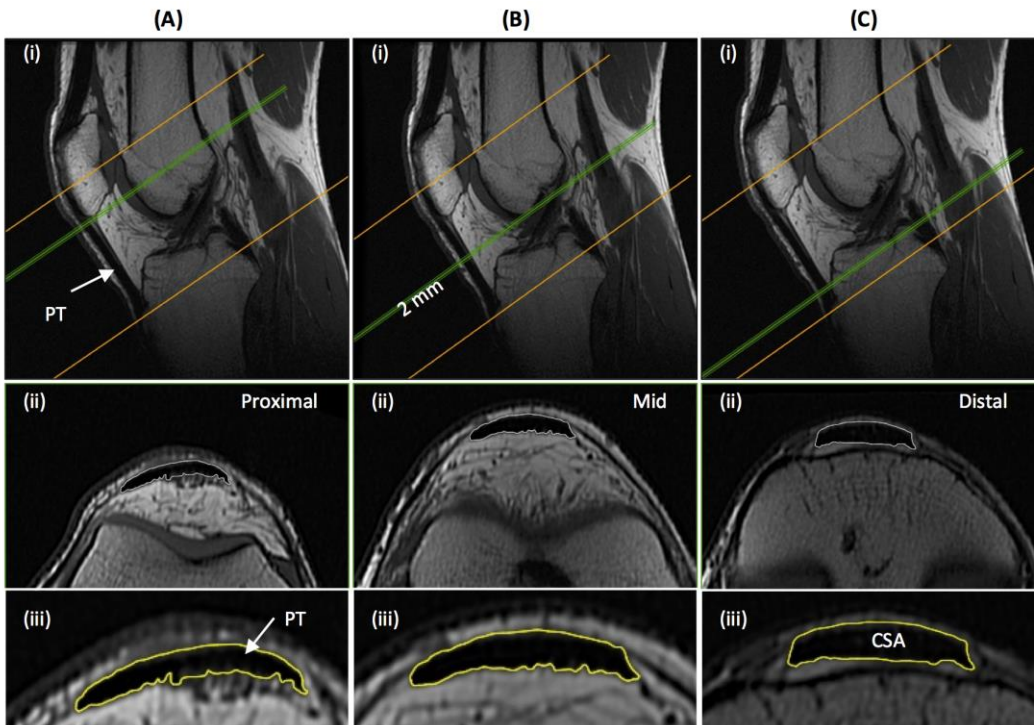 (A) (B) (C)
(i) (i) (i)
PT
2 mm
(ii) Proximal (ii) Mid (ii) Distal
(iii) PT (iii) (iii) CSA